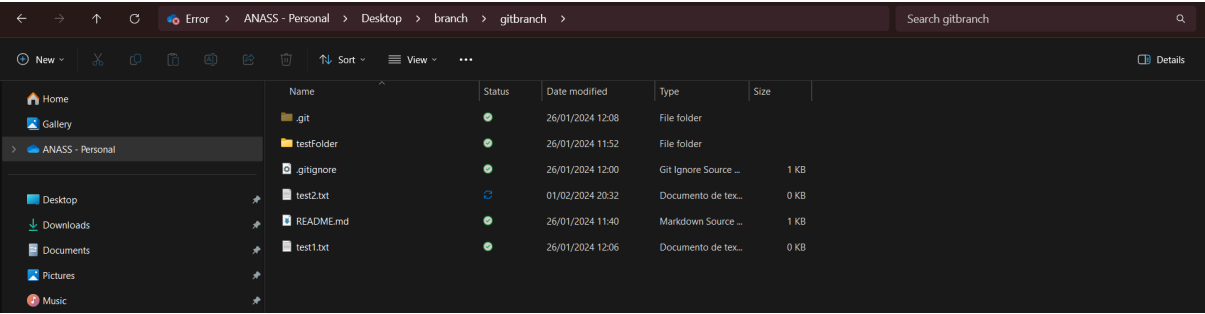 Error > ANASS - Personal > Desktop > branch > gitbranch > Search gitbranch
New Sort View ... Details
Name Status Date modified Type Size
Home
Gallery
ANASS - Personal
Desktop
Downloads
Documents
Pictures
Music
.git 26/01/2024 12:08 File folder
testFolder 26/01/2024 11:52 File folder
.gitignore 26/01/2024 12:00 Git Ignore Source ... 1 KB
test2.txt 01/02/2024 20:32 Documento de tex... 0 KB
README.md 26/01/2024 11:40 Markdown Source ... 1 KB
test1.txt 26/01/2024 12:06 Documento de tex... 0 KB